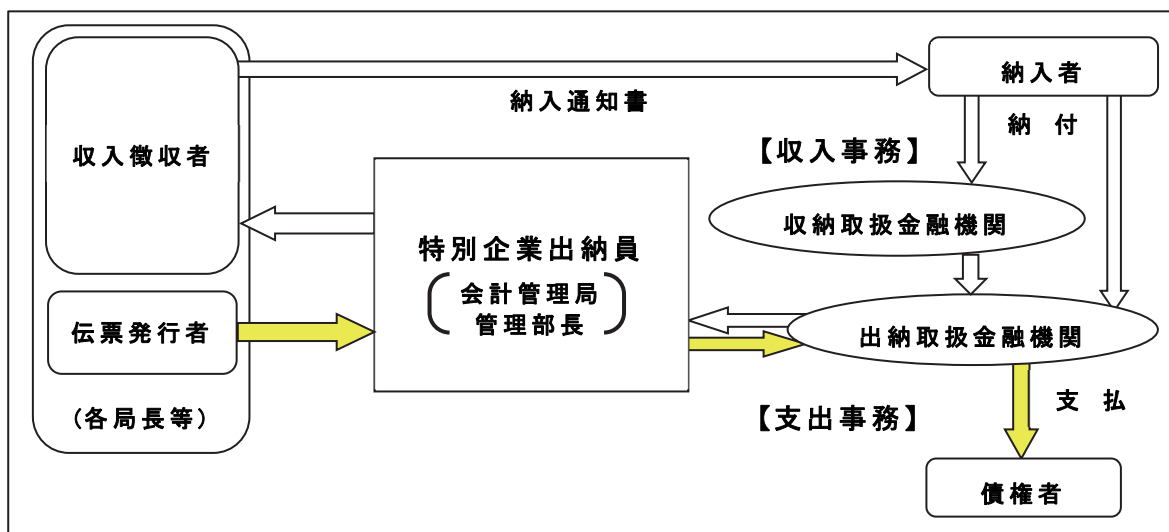 納入者
納入通知書
納 付
収入徴収者
【収入事務】
収納取扱金融機関
特別企業出納員
会計管理局
管理部長
伝票発行者
出納取扱金融機関
(各局長等)
【支出事務】
支 払
債権者